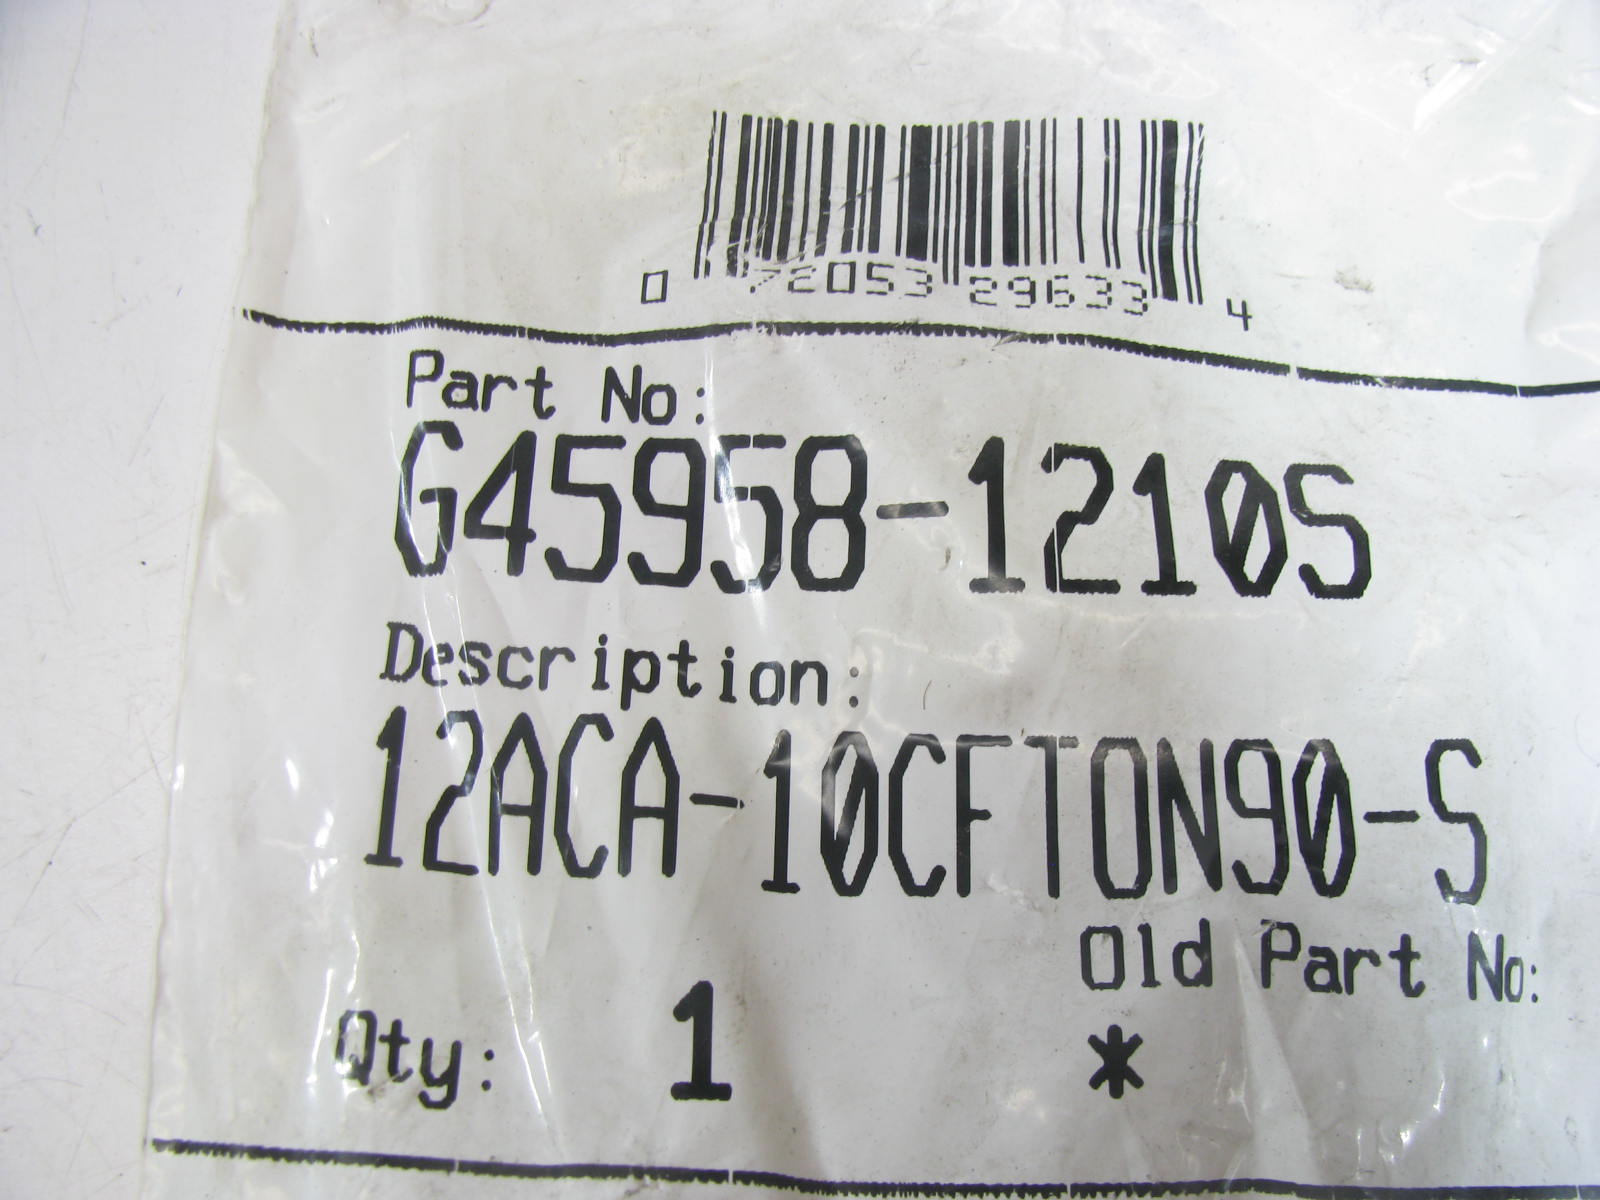 0 72053 29633 4
Part No:
G45958-1210S
Description:
12ACA-10CFTON90-S
Old Part No:
Qty: 1 *